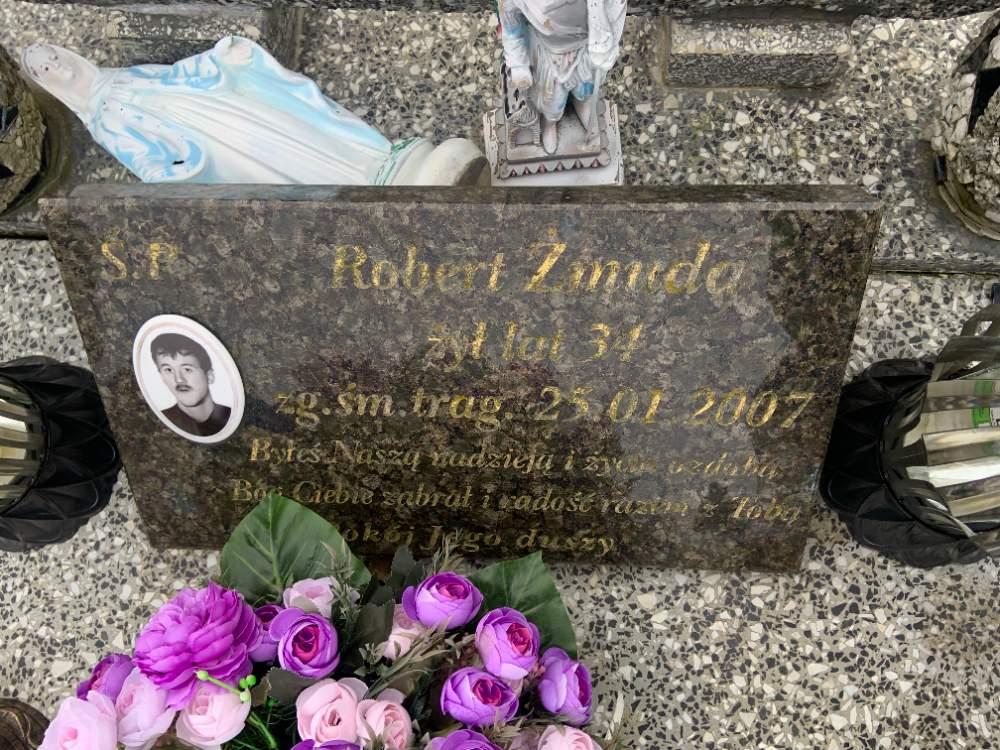 Ś.P Robert Żmuda
żył lat 34
zg.śm.trag. 25.01.2007
Byłeś Naszą nadzieją i życia ozdobą
Bóg Ciebie zabrał i radość razem z Tobą
okój Jego duszy